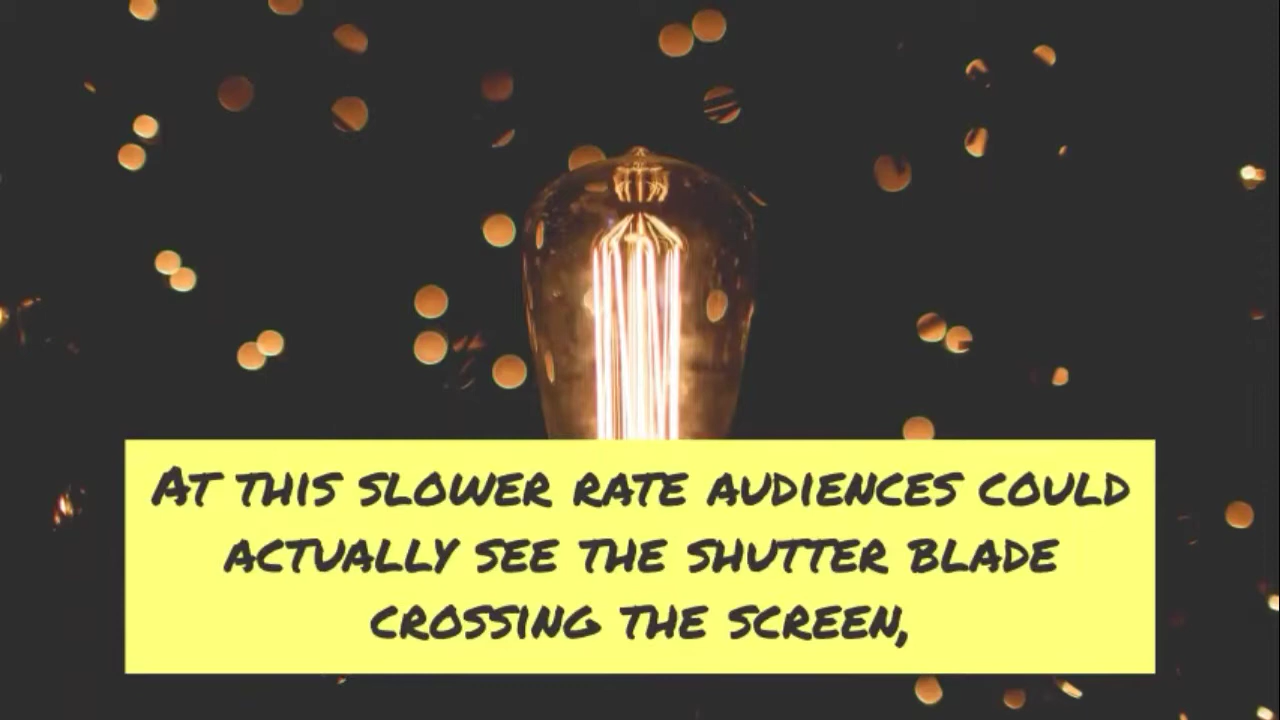 At this slower rate audiences could
actually see the shutter blade
crossing the screen,